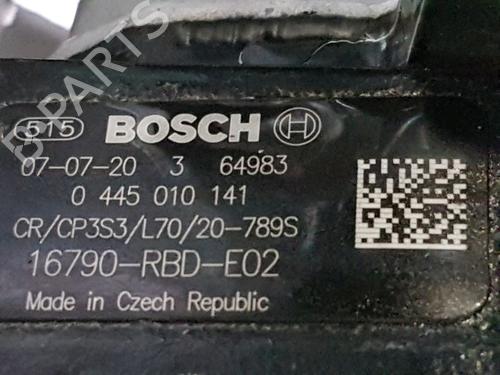 515 BOSCH
07-07-20 3 64983
0 445 010 141
CR/CP3S3/L70/20-789S
16790-RBD-E02
Made in Czech Republic
B-PARTS